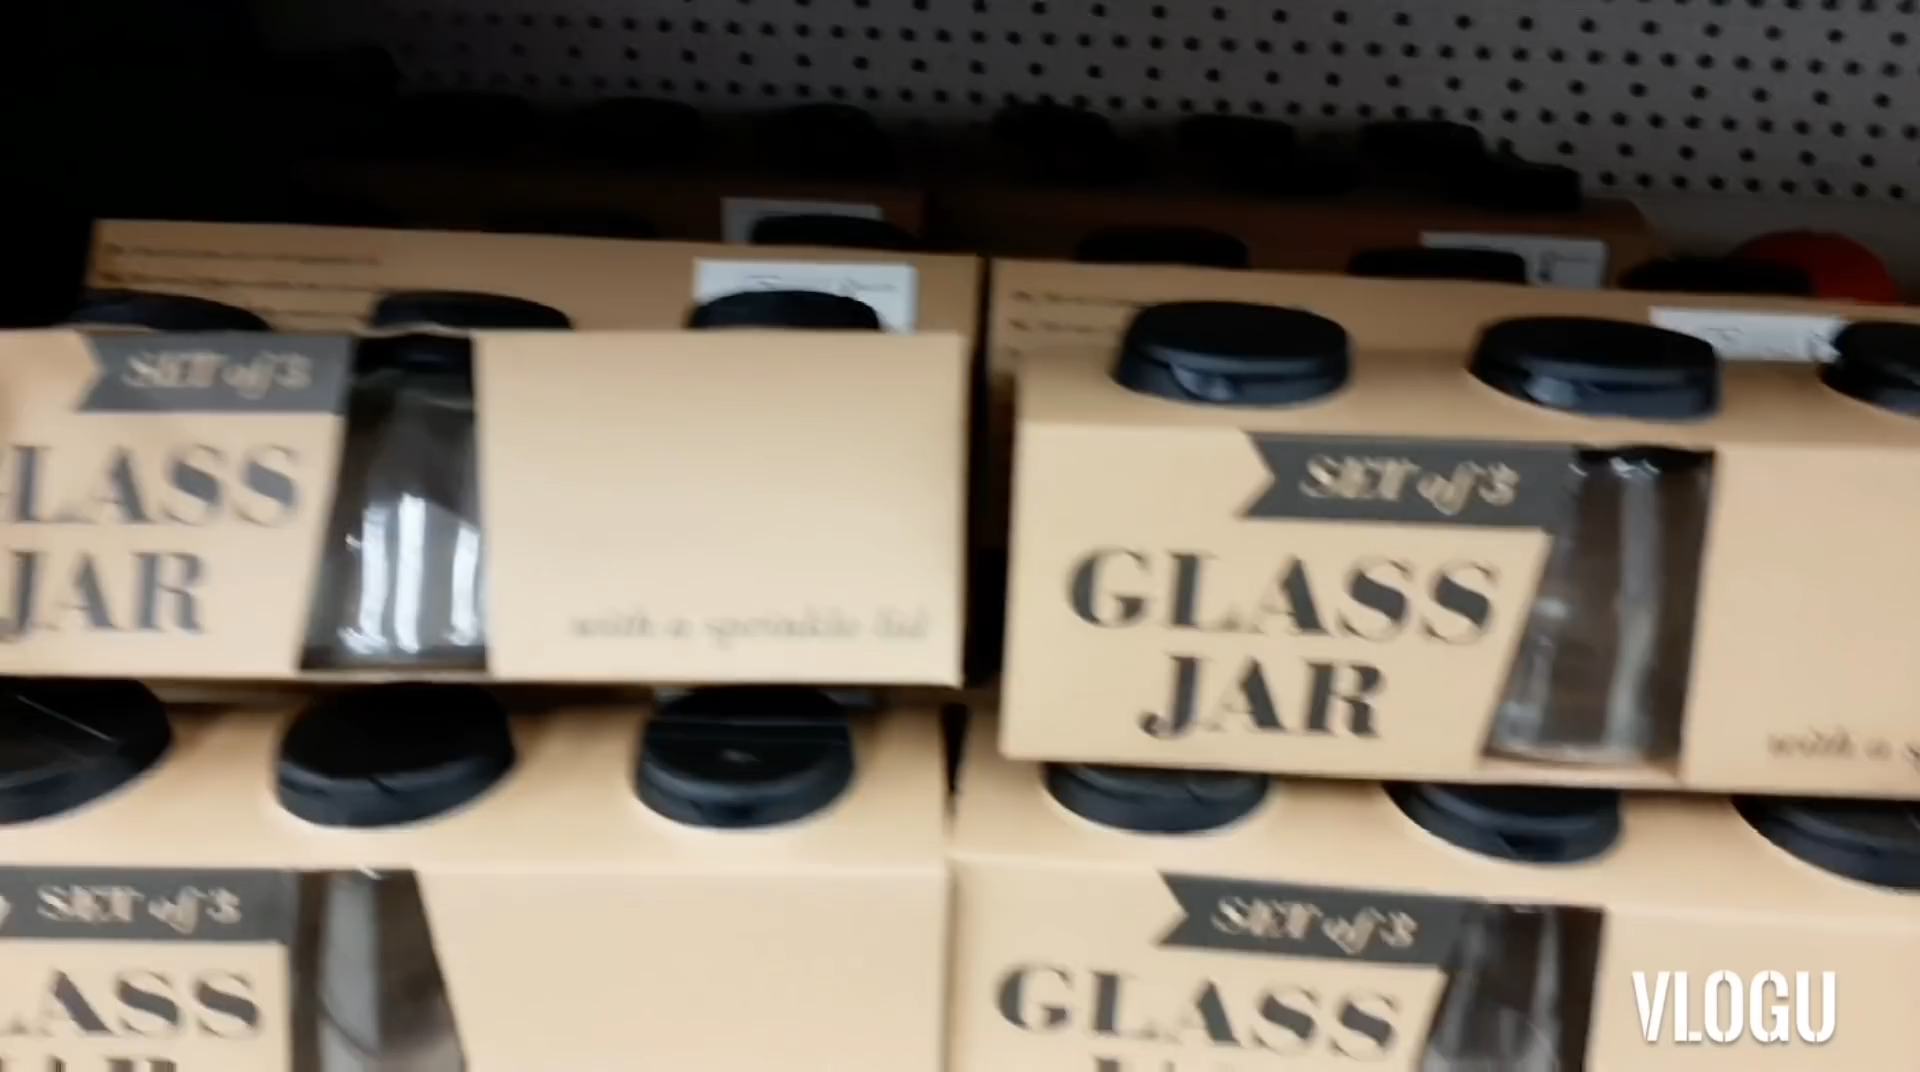 SET of 3
LASS
JAR
with a sprinkle lid
SET of 3
GLASS
JAR
with a
SET of 3
LASS
SET of 3
GLASS
VLOGU